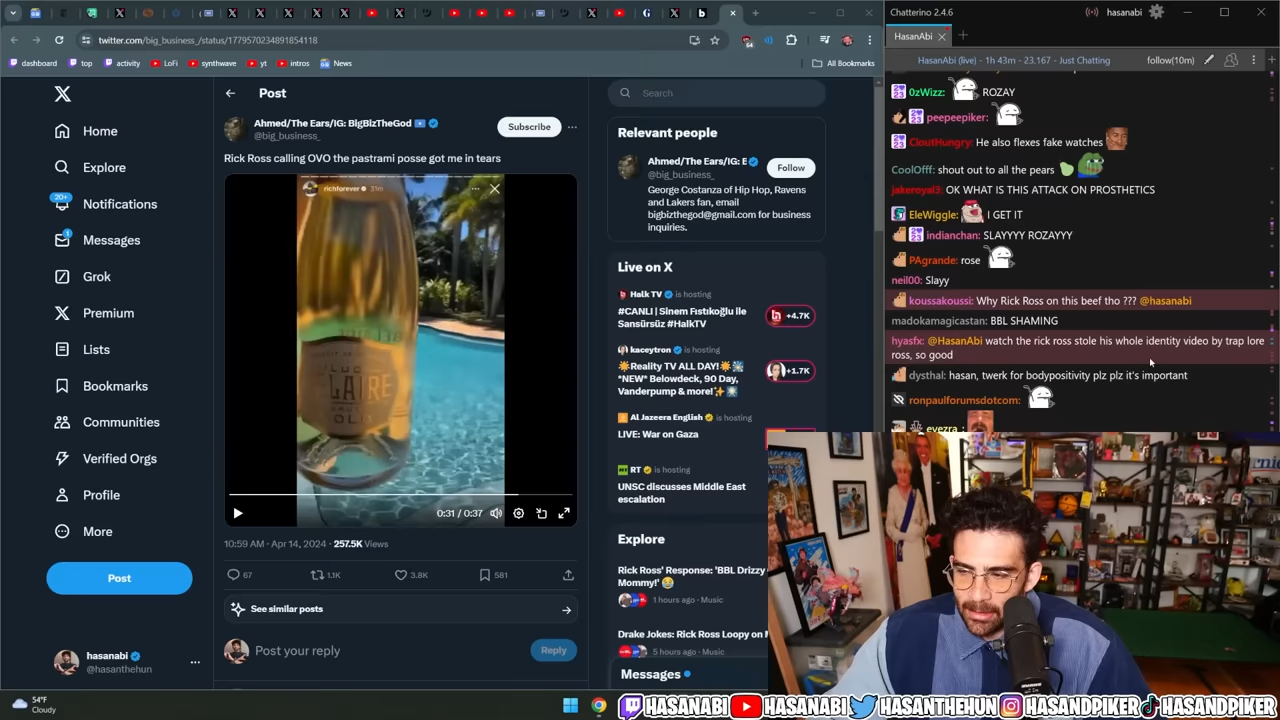 twitter.com/big_business_/status/1779570234891854118
64
dashboard
top
activity
LoFi
synthwave
yt
intros
News
All Bookmarks
Home
Explore
20+
Notifications
1
Messages
Grok
Premium
Lists
Bookmarks
Communities
Verified Orgs
Profile
More
Post
hasanabi
@hasanthehun
Post
Ahmed/The Ears/IG: BigBizTheGod
@big_business_
Subscribe
Rick Ross calling OVO the pastrami posse got me in tears
richforever 31m
LUC
BELAIRE
GOLD
0:31 / 0:37
10:59 AM · Apr 14, 2024 · 257.5K Views
67
1.1K
3.8K
581
See similar posts
Post your reply
Reply
Search
Relevant people
Ahmed/The Ears/IG: E
@big_business_
Follow
George Costanza of Hip Hop, Ravens
and Lakers fan, email
bigbizthegod@gmail.com for business
inquiries.
Live on X
Halk TV is hosting
#CANLI | Sinem Fıstıkoğlu ile
Sansürsüz #HalkTV
+4.7K
kaceytron is hosting
Reality TV ALL DAY!
*NEW* Belowdeck, 90 Day,
Vanderpump & more!
+1.7K
Al Jazeera English is hosting
LIVE: War on Gaza
RT is hosting
UNSC discusses Middle East
escalation
Explore
Rick Ross' Response: 'BBL Drizzy
Mommy!'
1 hours ago · Music
Drake Jokes: Rick Ross Loopy on
5 hours ago · Music
Messages
Chatterino 2.4.6
hasanabi
HasanAbi
HasanAbi (live) - 1h 43m - 23.167 - Just Chatting
follow(10m)
0zWizz: ROZAY
peepeepiker:
CloutHungry: He also flexes fake watches
CoolOfff: shout out to all the pears
jakeroyal3: OK WHAT IS THIS ATTACK ON PROSTHETICS
EleWiggle: I GET IT
indianchan: SLAYYYY ROZAYYY
PAgrande: rose
neil00: Slayy
koussakoussi: Why Rick Ross on this beef tho ??? @hasanabi
madokamagicastan: BBL SHAMING
hyasfx: @HasanAbi watch the rick ross stole his whole identity video by trap lore
ross, so good
dysthal: hasan, twerk for bodypositivity plz plz it's important
ronpaulforumsdotcom:
evezra :
54°F
Cloudy
HASANABI
HASANABI
HASANTHEHUN
HASANDPIKER
HASANDPIKER